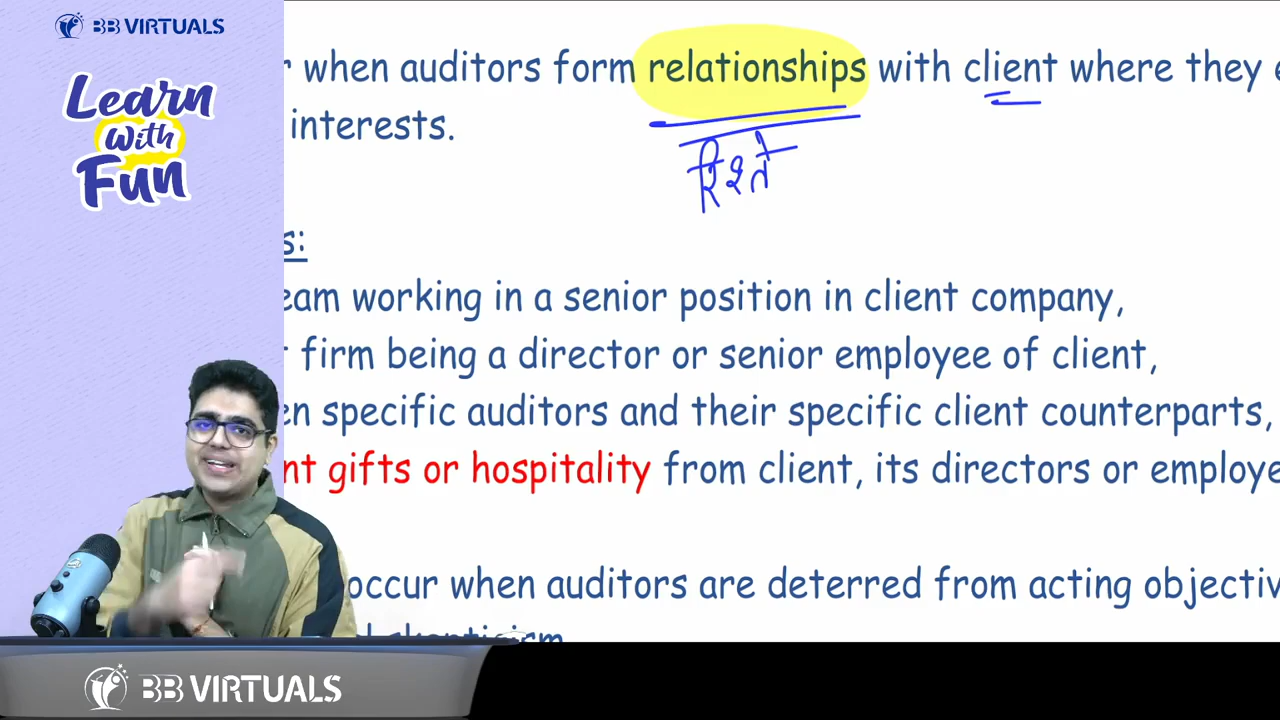 BB VIRTUALS
Learn
With
Fun
r when auditors form relationships with client where they e
interests.
रिश्ते
s:
eam working in a senior position in client company,
t firm being a director or senior employee of client,
en specific auditors and their specific client counterparts,
nt gifts or hospitality from client, its directors or employe
occur when auditors are deterred from acting objectiv
skepticism
BB VIRTUALS